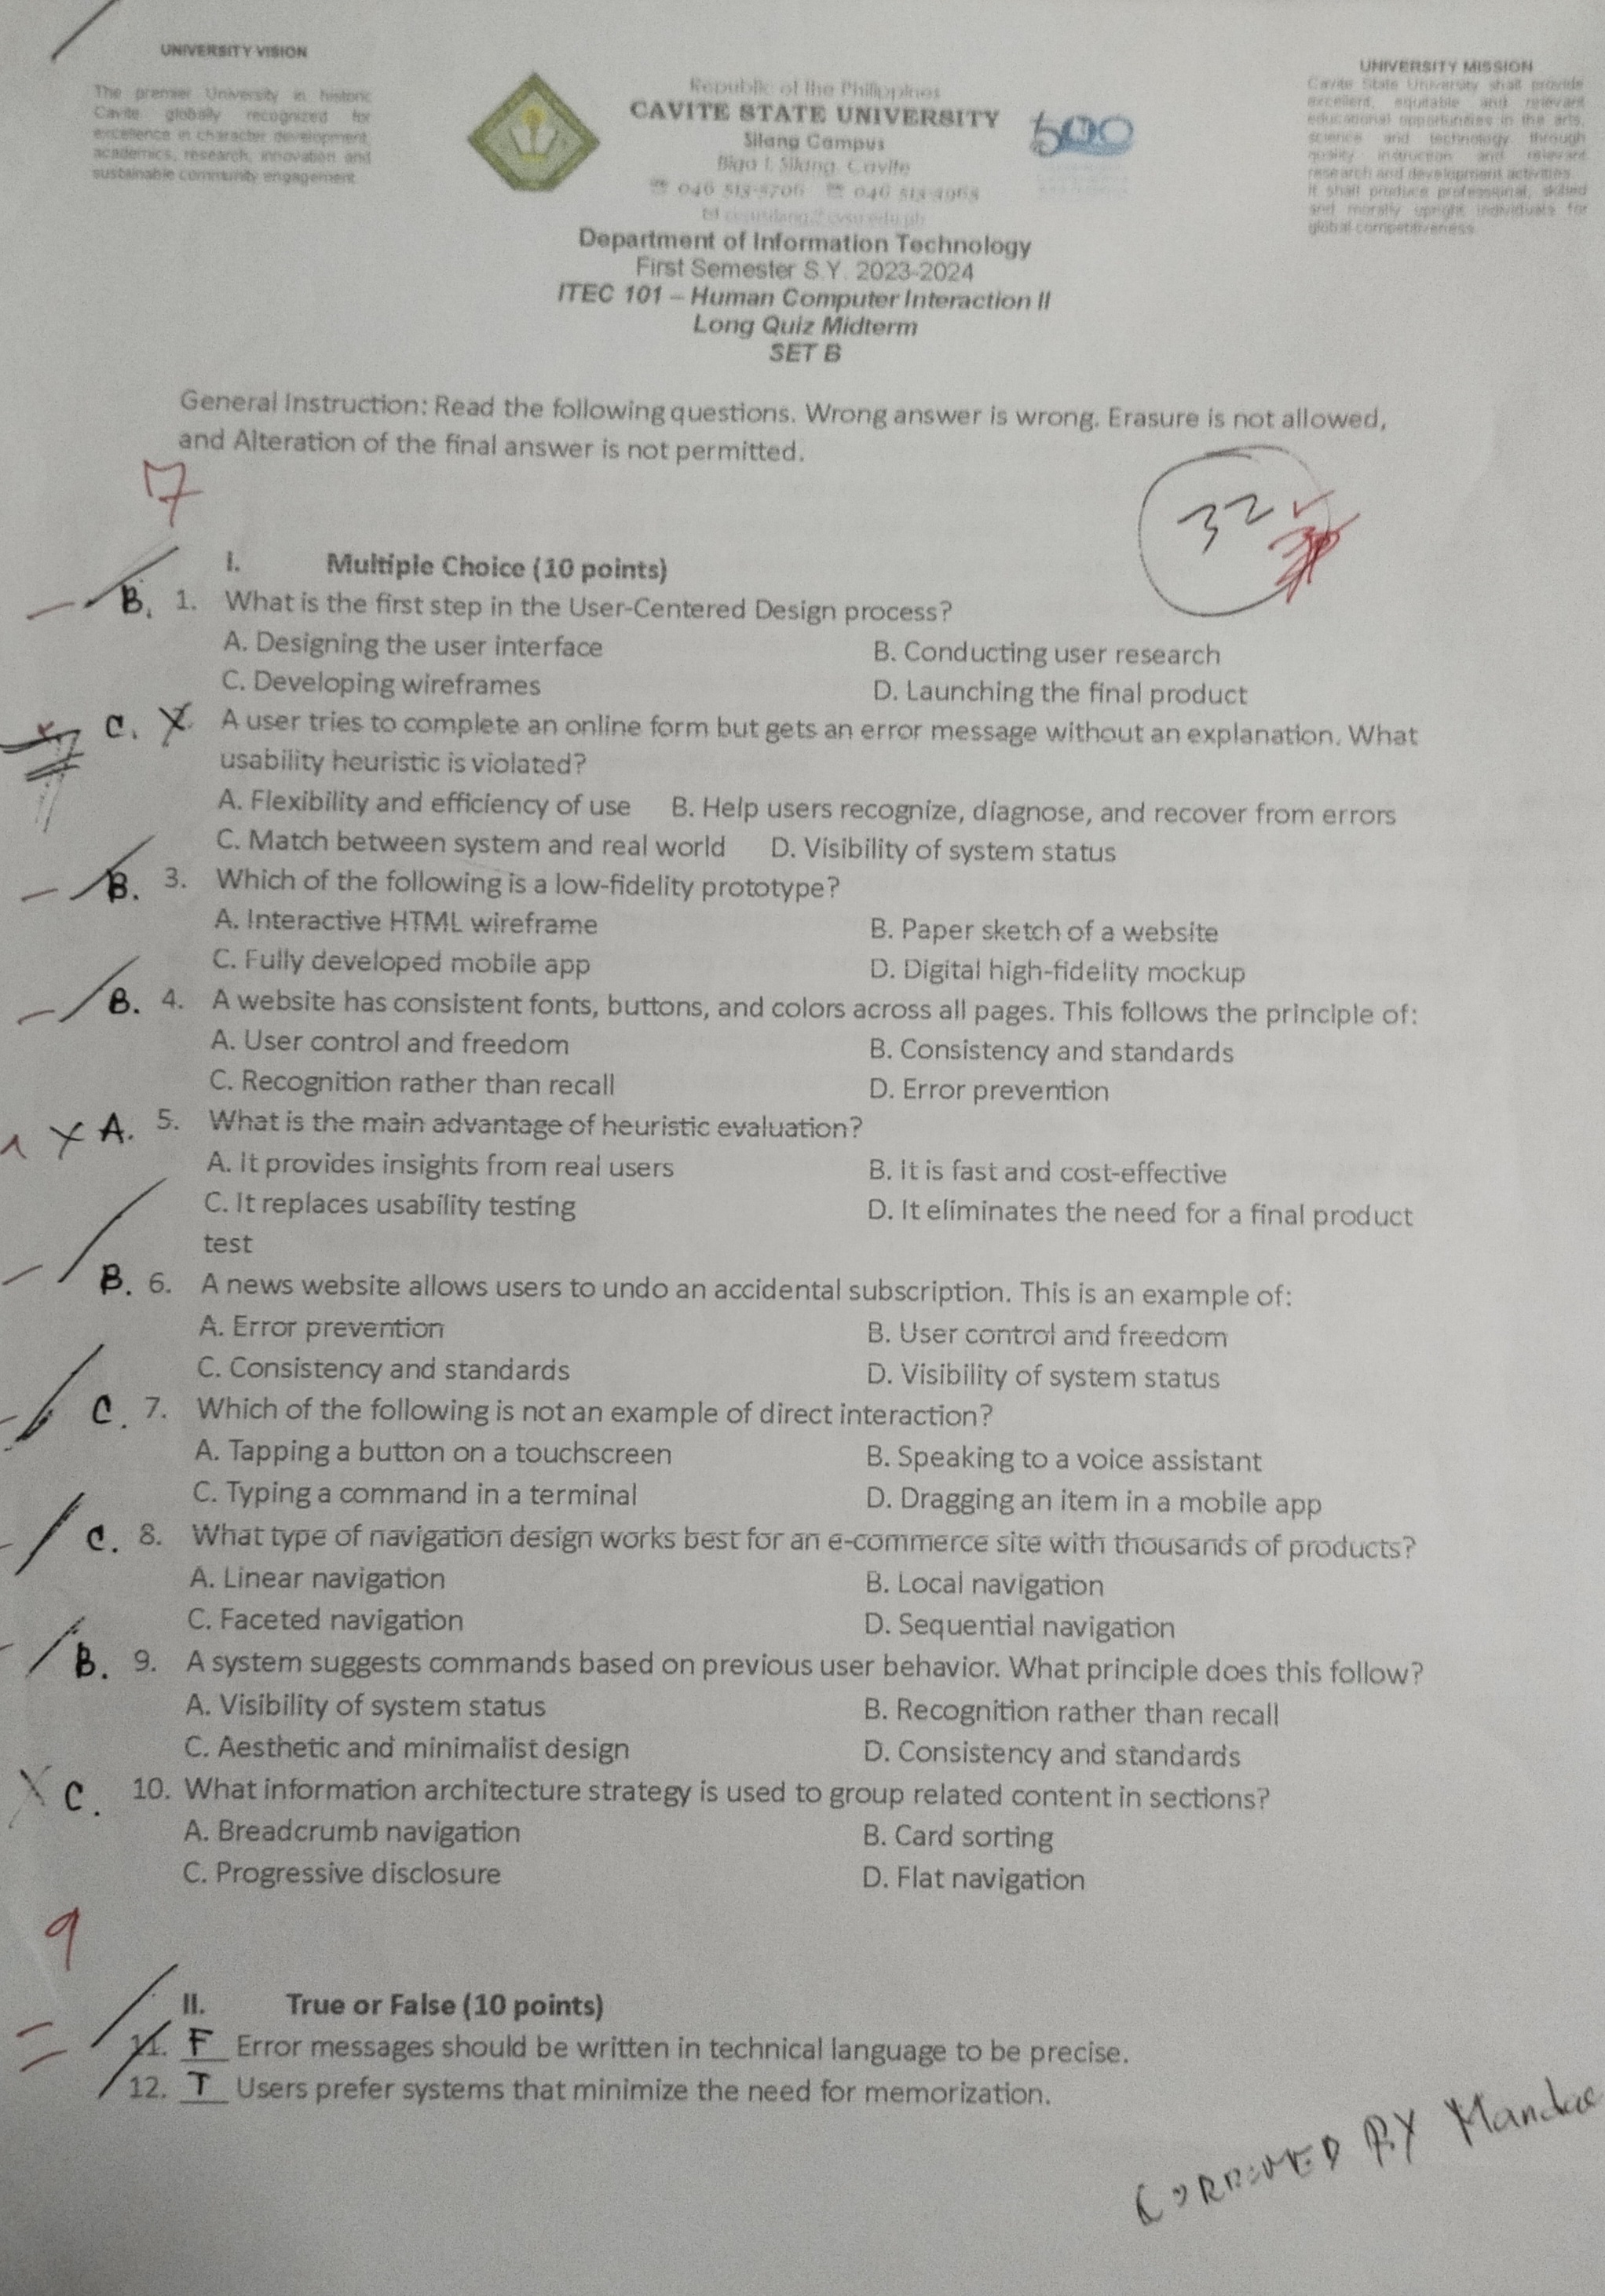 UNIVERSITY VISION
The premier University in historic
Cavite globally recognized for
excellence in character development,
academics, research, innovation and
sustainable community engagement.
Republic of the Philippines
CAVITE STATE UNIVERSITY
Silang Campus
Biga I, Silang, Cavite
UNIVERSITY MISSION
Cavite State University shall provide
excellent, equitable and relevant
educational opportunities in the arts,
science and technology through
quality instruction and relevant
research and development activities.
It shall produce professional, skilled
and morally upright individuals for
global competitiveness.
Department of Information Technology
First Semester S.Y. 2023-2024
ITEC 101 – Human Computer Interaction II
Long Quiz Midterm
SET B
General Instruction: Read the following questions. Wrong answer is wrong. Erasure is not allowed,
and Alteration of the final answer is not permitted.
17
32
I. Multiple Choice (10 points)
B. 1. What is the first step in the User-Centered Design process?
A. Designing the user interface B. Conducting user research
C. Developing wireframes D. Launching the final product
C. A user tries to complete an online form but gets an error message without an explanation. What
usability heuristic is violated?
A. Flexibility and efficiency of use B. Help users recognize, diagnose, and recover from errors
C. Match between system and real world D. Visibility of system status
B. 3. Which of the following is a low-fidelity prototype?
A. Interactive HTML wireframe B. Paper sketch of a website
C. Fully developed mobile app D. Digital high-fidelity mockup
B. 4. A website has consistent fonts, buttons, and colors across all pages. This follows the principle of:
A. User control and freedom B. Consistency and standards
C. Recognition rather than recall D. Error prevention
A. 5. What is the main advantage of heuristic evaluation?
A. It provides insights from real users B. It is fast and cost-effective
C. It replaces usability testing D. It eliminates the need for a final product
test
B. 6. A news website allows users to undo an accidental subscription. This is an example of:
A. Error prevention B. User control and freedom
C. Consistency and standards D. Visibility of system status
C. 7. Which of the following is not an example of direct interaction?
A. Tapping a button on a touchscreen B. Speaking to a voice assistant
C. Typing a command in a terminal D. Dragging an item in a mobile app
C. 8. What type of navigation design works best for an e-commerce site with thousands of products?
A. Linear navigation B. Local navigation
C. Faceted navigation D. Sequential navigation
B. 9. A system suggests commands based on previous user behavior. What principle does this follow?
A. Visibility of system status B. Recognition rather than recall
C. Aesthetic and minimalist design D. Consistency and standards
C. 10. What information architecture strategy is used to group related content in sections?
A. Breadcrumb navigation B. Card sorting
C. Progressive disclosure D. Flat navigation
9
II. True or False (10 points)
11. F Error messages should be written in technical language to be precise.
12. T Users prefer systems that minimize the need for memorization.
BY